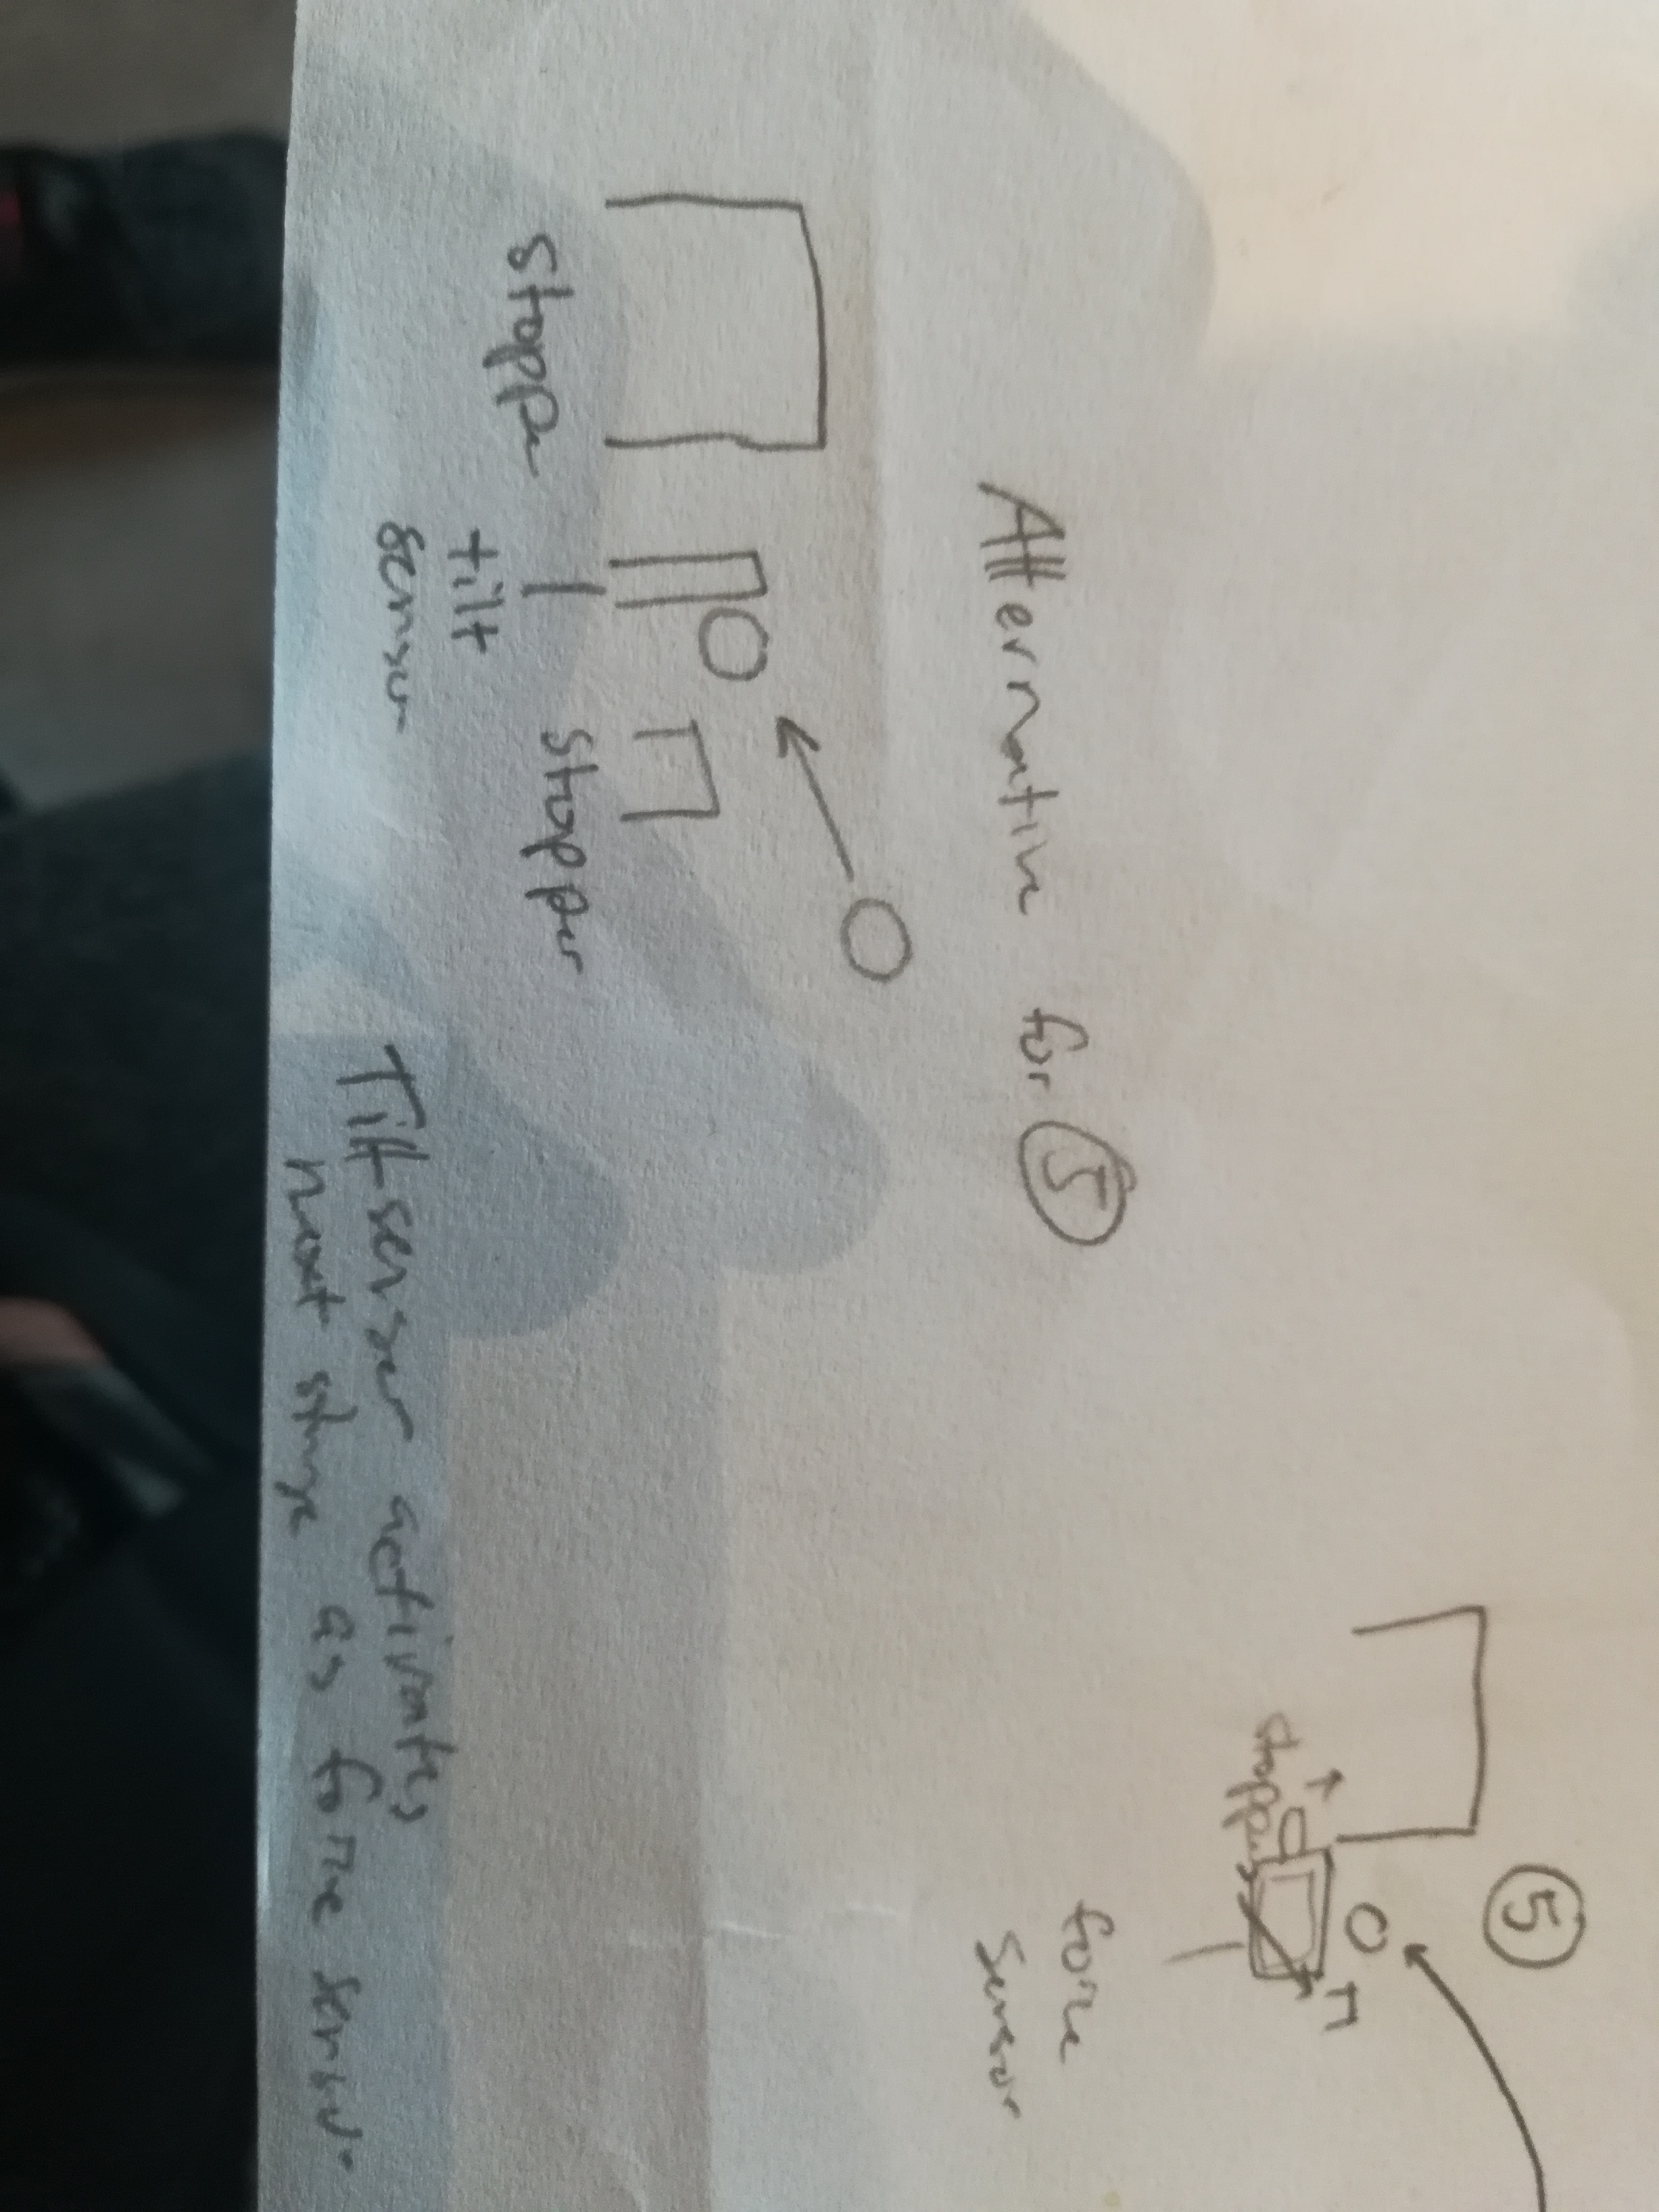 5
stopper
force
sensor
Alternative for 5
stopper
tilt
sensor
stopper
Tilt sensor activates
next stage as force sensor